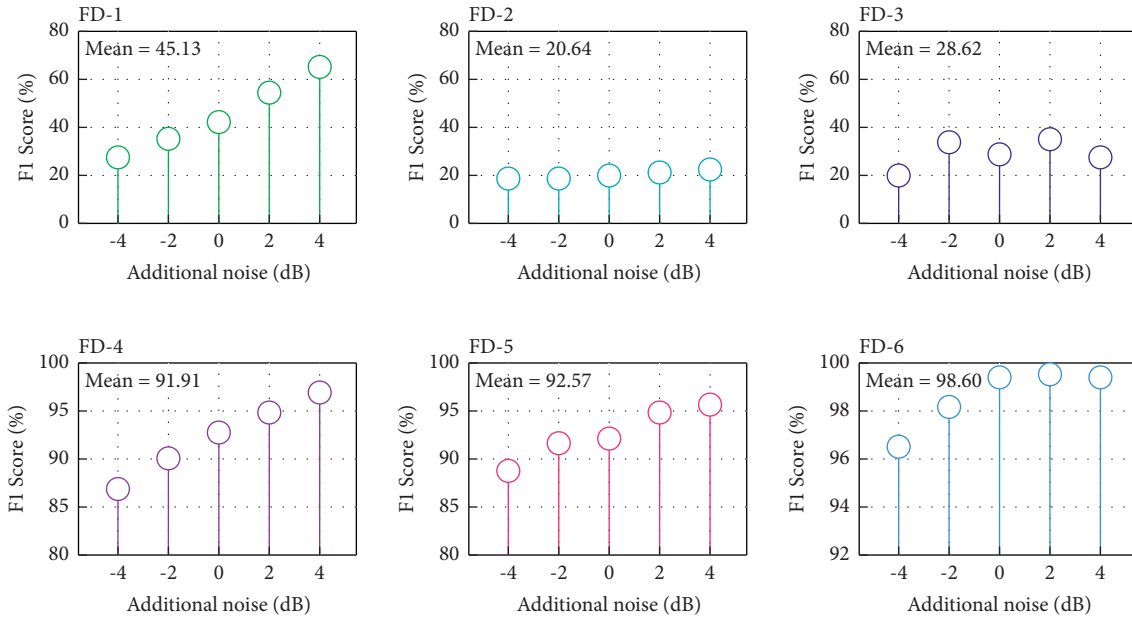 FD-1
Mean = 45.13
F1 Score (%)
80
60
40
20
0
-4 -2 0 2 4
Additional noise (dB)
FD-2
Mean = 20.64
F1 Score (%)
80
60
40
20
0
-4 -2 0 2 4
Additional noise (dB)
FD-3
Mean = 28.62
F1 Score (%)
80
60
40
20
0
-4 -2 0 2 4
Additional noise (dB)
FD-4
Mean = 91.91
F1 Score (%)
100
95
90
85
80
-4 -2 0 2 4
Additional noise (dB)
FD-5
Mean = 92.57
F1 Score (%)
100
95
90
85
80
-4 -2 0 2 4
Additional noise (dB)
FD-6
Mean = 98.60
F1 Score (%)
100
98
96
94
92
-4 -2 0 2 4
Additional noise (dB)